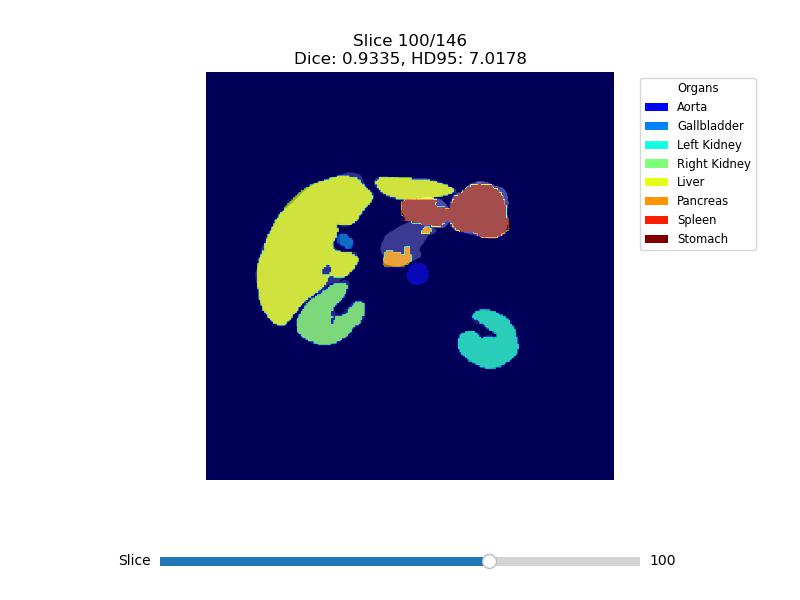 Slice 100/146
Dice: 0.9335, HD95: 7.0178
Organs
Aorta
Gallbladder
Left Kidney
Right Kidney
Liver
Pancreas
Spleen
Stomach
Slice 100